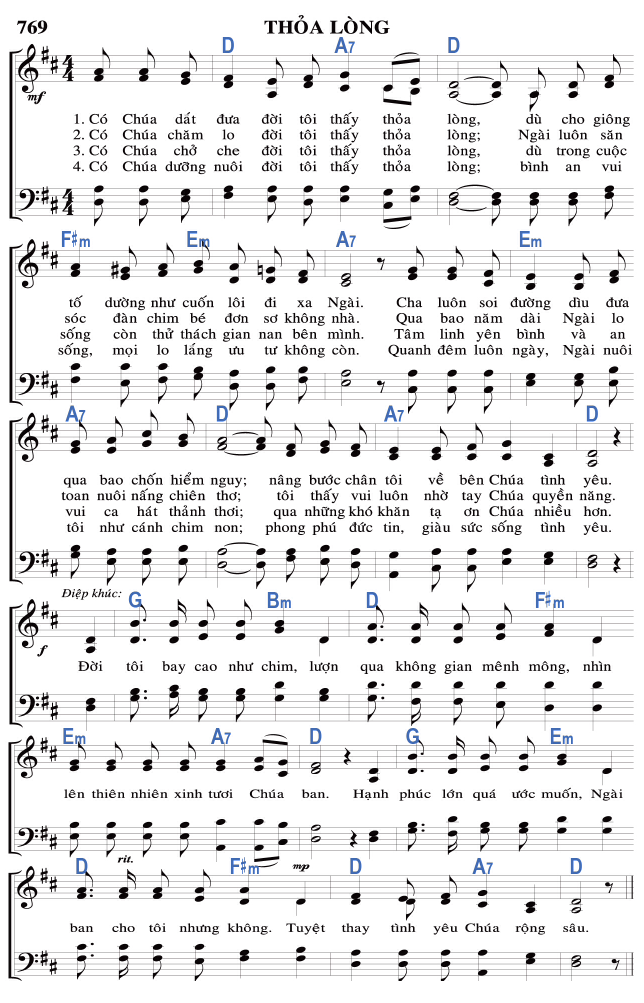 769 THỎA LÒNG
D A7 D
4 4
mf
1. Có Chúa dắt đưa đời tôi thấy thỏa lòng, dù cho giông
2. Có Chúa chăm lo đời tôi thấy thỏa lòng; Ngài luôn săn
3. Có Chúa chở che đời tôi thấy thỏa lòng, dù trong cuộc
4. Có Chúa dưỡng nuôi đời tôi thấy thỏa lòng; bình an vui
4 4
F#m Em A7 Em
tố dường như cuốn lôi đi xa Ngài. Cha luôn soi đường dìu đưa
sóc đàn chim bé đơn sơ không nhà. Qua bao năm dài Ngài lo
sống còn thử thách gian nan bên mình. Tâm linh yên bình và an
sống, mọi lo lắng ưu tư không còn. Quanh đêm luôn ngày, Ngài nuôi
A7 D A7 D
qua bao chốn hiểm nguy; nâng bước chân tôi về bên Chúa tình yêu.
toan nuôi nấng chiên thơ; tôi thấy vui luôn nhờ tay Chúa quyền năng.
vui ca hát thảnh thơi; qua những khó khăn tạ ơn Chúa nhiều hơn.
tôi như cánh chim non; phong phú đức tin, giàu sức sống tình yêu.
Điệp khúc: G Bm D F#m
f
Đời tôi bay cao như chim, lượn qua không gian mênh mông, nhìn
Em A7 D G Em
lên thiên nhiên xinh tươi Chúa ban. Hạnh phúc lớn quá ước muốn, Ngài
D rit. F#m mp D A7 D
ban cho tôi nhưng không. Tuyệt thay tình yêu Chúa rộng sâu.